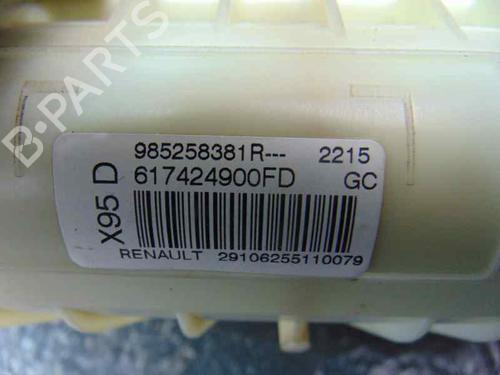 B-PARTS
985258381R--- 2215
617424900FD GC
X95 D
RENAULT 29106255110079